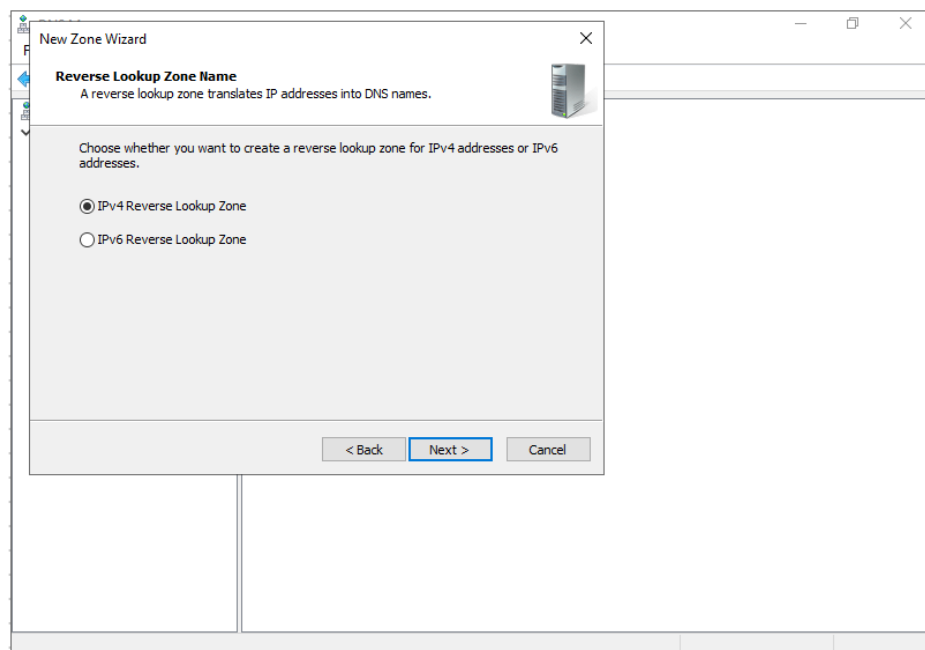 New Zone Wizard
Reverse Lookup Zone Name
A reverse lookup zone translates IP addresses into DNS names.
Choose whether you want to create a reverse lookup zone for IPv4 addresses or IPv6
addresses.
IPv4 Reverse Lookup Zone
IPv6 Reverse Lookup Zone
< Back
Next >
Cancel